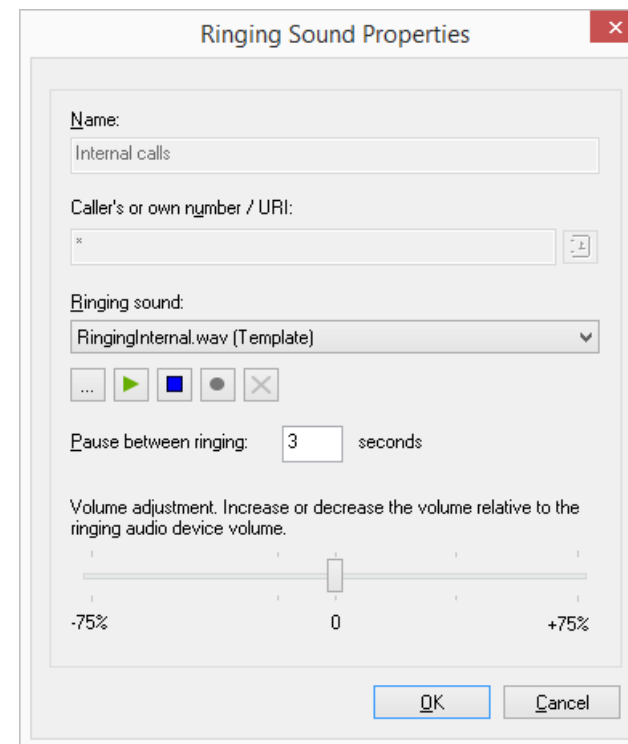 Ringing Sound Properties
Name:
Internal calls
Caller's or own number / URI:
*
Ringing sound:
RingingInternal.wav (Template)
...
Pause between ringing: 3 seconds
Volume adjustment. Increase or decrease the volume relative to the
ringing audio device volume.
-75% 0 +75%
OK Cancel